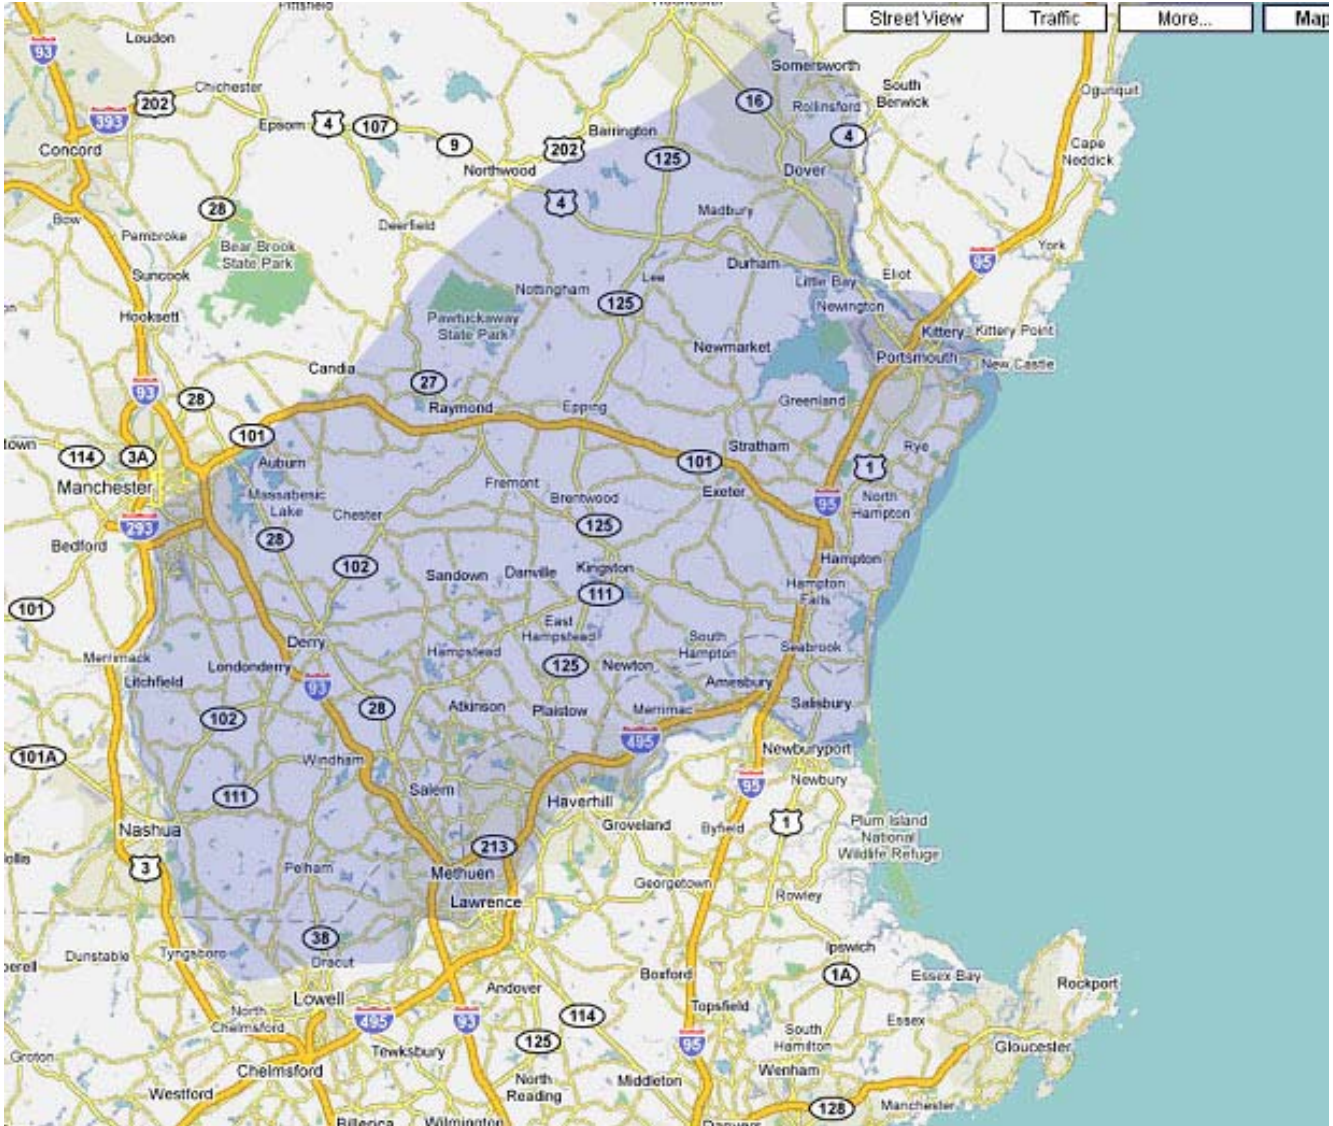 Pittsfield
Street View
Traffic
More...
Map
Loudon
93
Somersworth
Chichester
202
16
Rollinsford
South
Berwick
Ogunquit
393
Epsom
4
107
Barrington
4
Concord
9
202
125
Cape
Neddick
Northwood
Dover
28
4
Bow
Deerfield
Madbury
Pembroke
Bear Brook
State Park
York
95
Suncook
Durham
Lee
Eliot
Little Bay
Nottingham
125
Newington
Hooksett
Pawtuckaway
State Park
Kittery
Kittery Point
Newmarket
Portsmouth
New Castle
Candia
93
27
28
Raymond
Epping
Greenland
101
Stratham
Rye
114
3A
Auburn
101
1
Manchester
Massabesic
Lake
Fremont
Brentwood
Exeter
95
North
Hampton
293
Chester
125
Bedford
28
102
Hampton
Sandown
Danville
Kingston
Hampton
Falls
101
111
East
Hampstead
Derry
Hampstead
South
Hampton
Seabrook
Merrimack
Londonderry
125
Newton
Litchfield
93
Amesbury
102
28
Atkinson
Plaistow
Merrimac
Salisbury
495
101A
Windham
Newburyport
111
Salem
95
Newbury
Haverhill
Nashua
Groveland
Byfield
1
Plum Island
National
Wildlife Refuge
213
3
Pelham
Methuen
Georgetown
Lawrence
Rowley
38
Dunstable
Tyngsboro
Dracut
Ipswich
Boxford
1A
Essex Bay
Rockport
Andover
Lowell
Topsfield
North
Chelmsford
495
93
114
Essex
125
95
South
Hamilton
Gloucester
Groton
Tewksbury
Chelmsford
North
Reading
Middleton
Wenham
Westford
128
Manchester
Billerica
Wilmington
Danvers